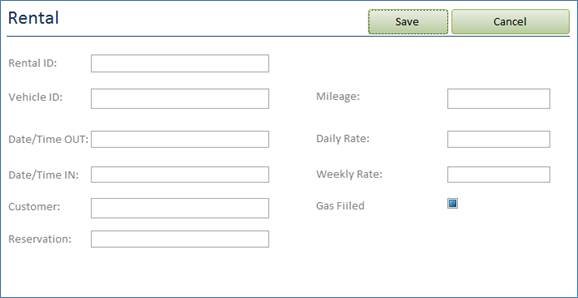 Rental
Save
Cancel
Rental ID:
Vehicle ID:
Mileage:
Date/Time OUT:
Daily Rate:
Date/Time IN:
Weekly Rate:
Customer:
Gas Fiiled
Reservation: